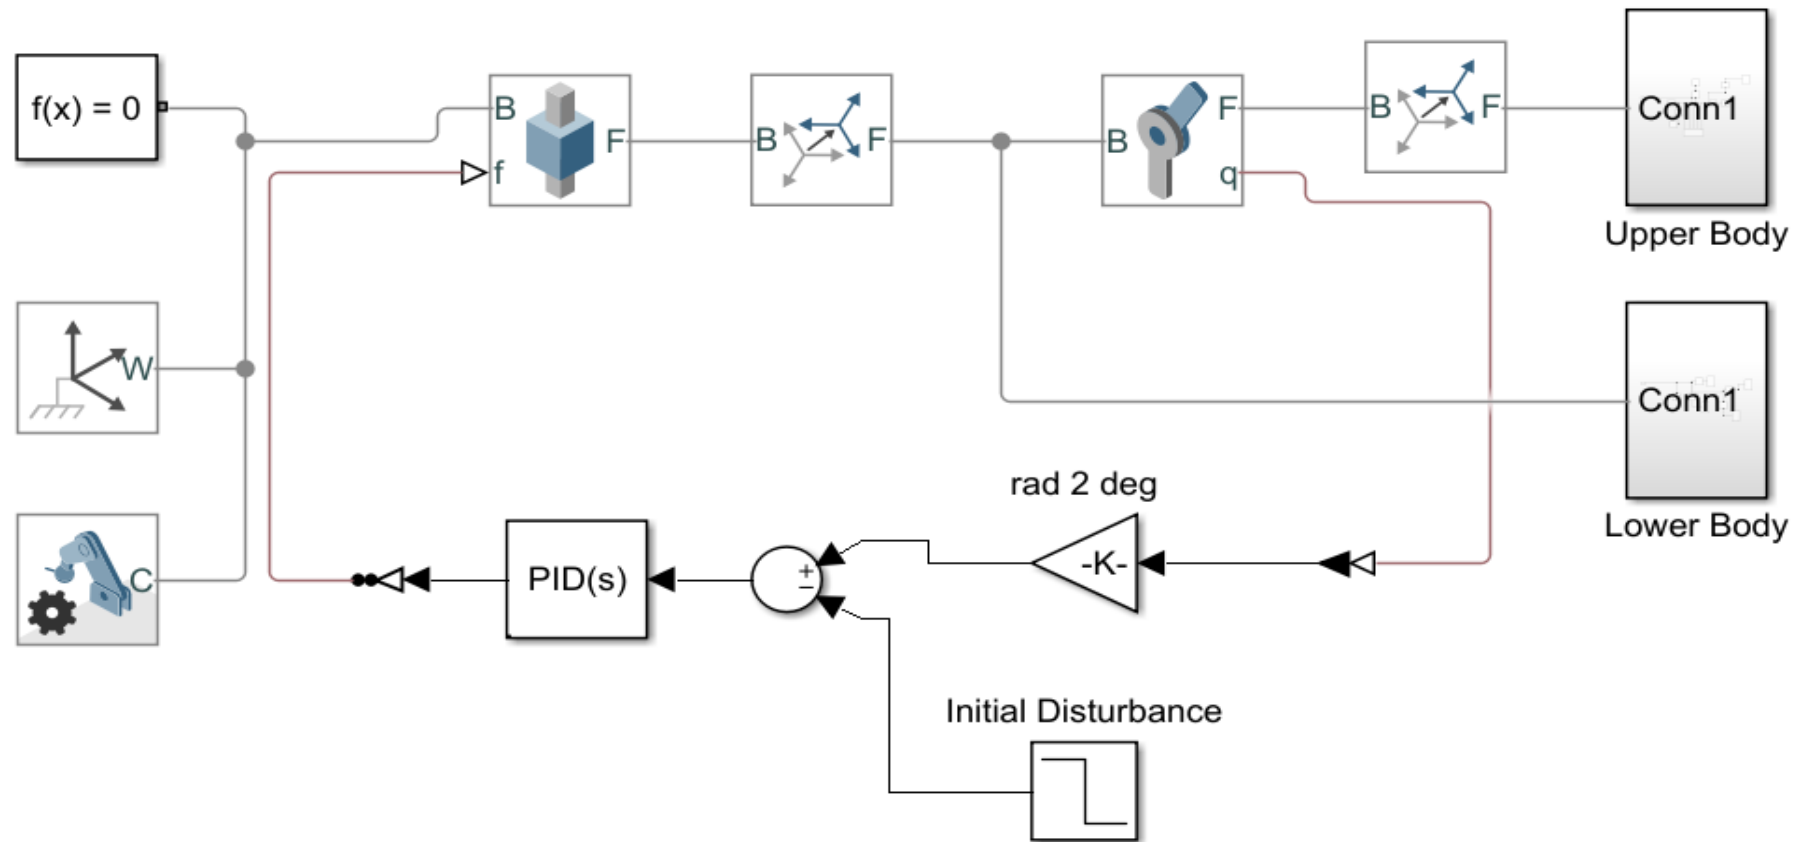 f(x) = 0
B
f
F
B
F
B
F
q
B
F
Conn1
Upper Body
W
Conn1
Lower Body
rad 2 deg
C
PID(s)
+
−
-K-
Initial Disturbance